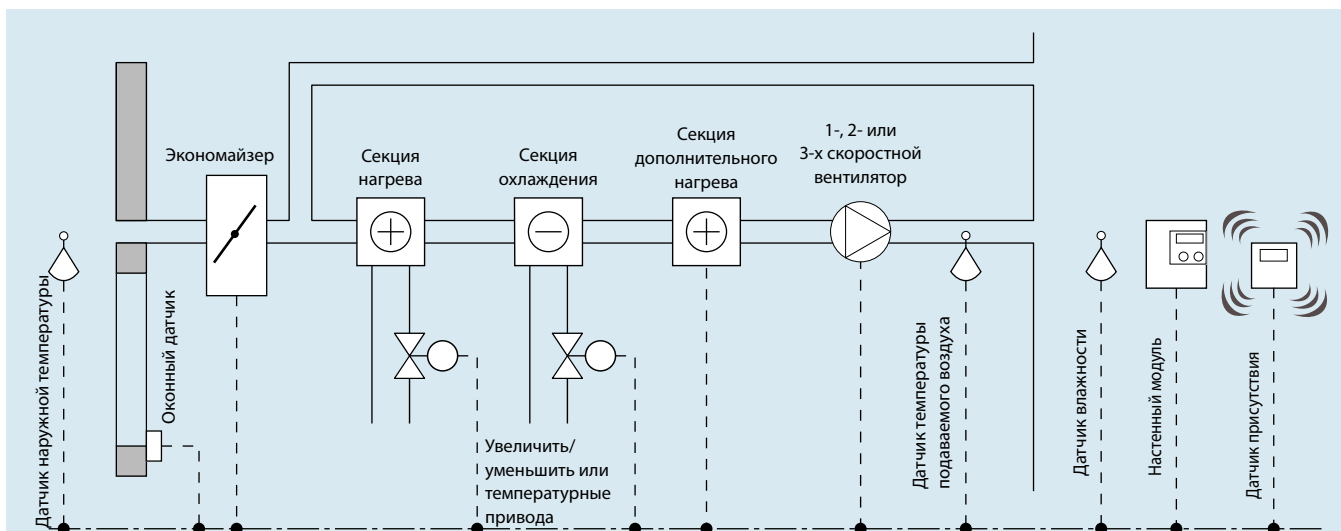 Экономайзер
Секция
нагрева
Секция
охлаждения
Секция
дополнительного
нагрева
1-, 2- или
3-х скоростной
вентилятор
Датчик наружной температуры
Оконный датчик
Увеличить/
уменьшить или
температурные
привода
Датчик температуры
подаваемого воздуха
Датчик влажности
Настенный модуль
Датчик присутствия